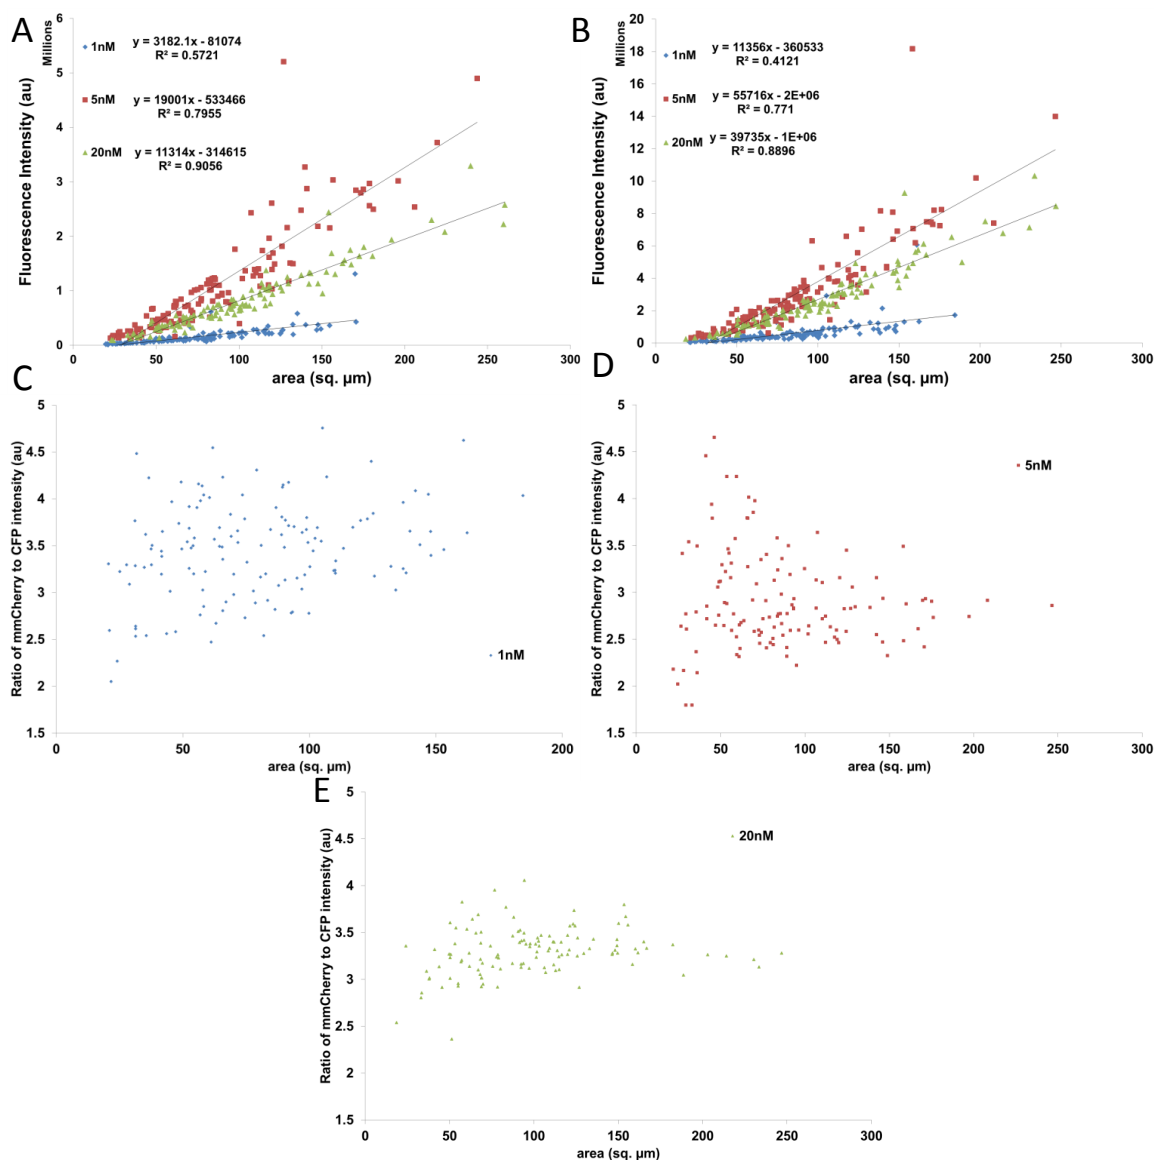 A
Millions
Fluorescence Intensity (au)
6
5
4
3
2
1
0
1nM y = 3182.1x - 81074
R² = 0.5721
5nM y = 19001x - 533466
R² = 0.7955
20nM y = 11314x - 314615
R² = 0.9056
0 50 100 150 200 250 300
area (sq. µm)
B
Millions
Fluorescence Intensity (au)
20
18
16
14
12
10
8
6
4
2
0
1nM y = 11356x - 360533
R² = 0.4121
5nM y = 55716x - 2E+06
R² = 0.771
20nM y = 39735x - 1E+06
R² = 0.8896
0 50 100 150 200 250 300
area (sq. µm)
C
Ratio of mmCherry to CFP intensity (au)
5
4.5
4
3.5
3
2.5
2
1.5
1nM
0 50 100 150 200
area (sq. µm)
D
Ratio of mmCherry to CFP intensity (au)
5
4.5
4
3.5
3
2.5
2
1.5
5nM
0 50 100 150 200 250 300
area (sq. µm)
E
Ratio of mmCherry to CFP intensity (au)
5
4.5
4
3.5
3
2.5
2
1.5
20nM
0 50 100 150 200 250 300
area (sq. µm)